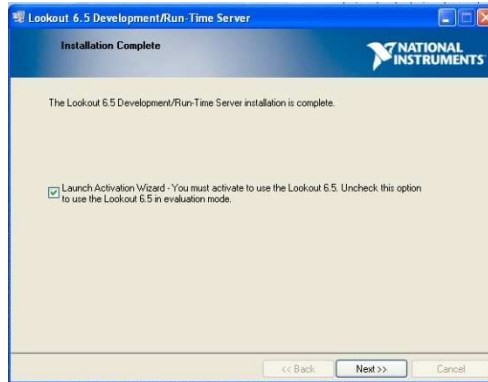 Lookout 6.5 Development/Run-Time Server
Installation Complete
NATIONAL
INSTRUMENTS
The Lookout 6.5 Development/Run-Time Server installation is complete.
Launch Activation Wizard - You must activate to use the Lookout 6.5. Uncheck this option
to use the Lookout 6.5 in evaluation mode.
<< Back Next >> Cancel